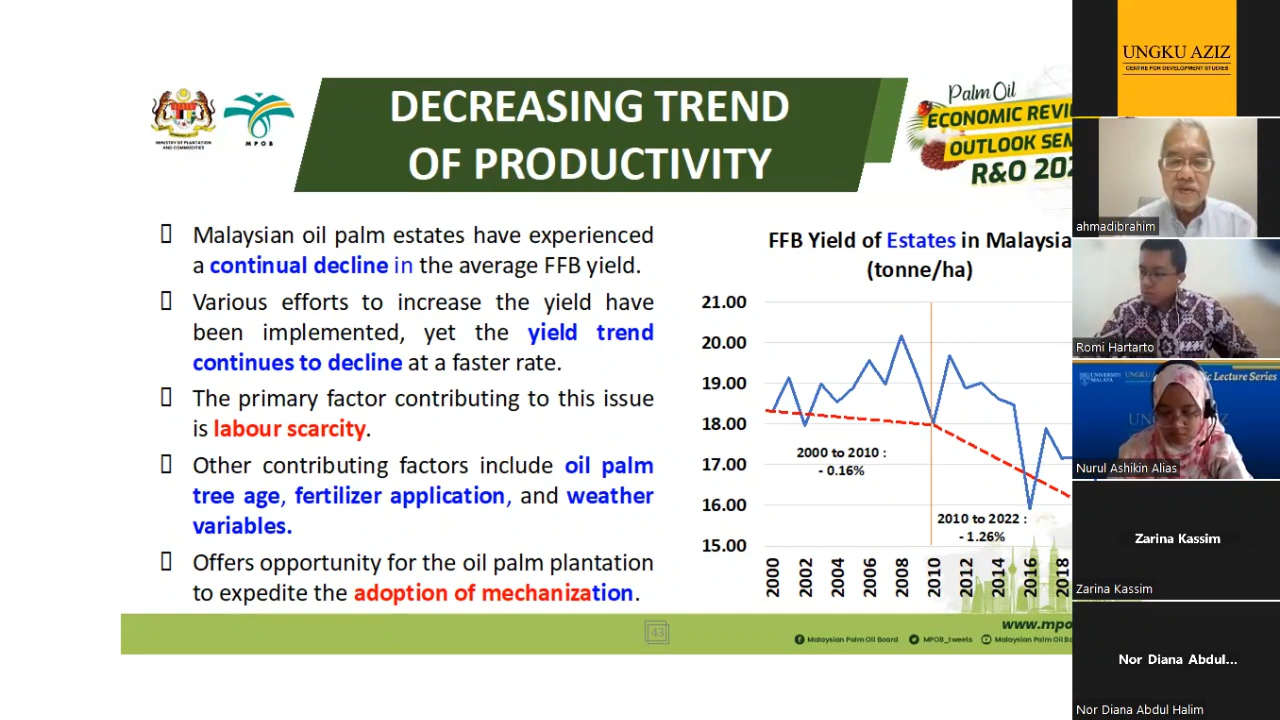 DECREASING TREND
OF PRODUCTIVITY
MINISTRY OF PLANTATION
AND COMMODITIES
MPOB
Palm Oil
ECONOMIC
OUTLOOK
R&O
Malaysian oil palm estates have experienced
a continual decline in the average FFB yield.
Various efforts to increase the yield have
been implemented, yet the yield trend
continues to decline at a faster rate.
The primary factor contributing to this issue
is labour scarcity.
Other contributing factors include oil palm
tree age, fertilizer application, and weather
variables.
Offers opportunity for the oil palm plantation
to expedite the adoption of mechanization.
FFB Yield of Estates in Malaysia
(tonne/ha)
21.00
20.00
19.00
18.00
17.00
16.00
15.00
2000 to 2010 :
- 0.16%
2010 to 2022 :
- 1.26%
2000 2002 2004 2006 2008 2010 2012 2014 2016 2018
43
Malaysian Palm Oil Board MPOB_tweets Malaysian Palm Oil
UNGKU AZIZ
CENTRE FOR DEVELOPMENT STUDIES
ahmadibrahim
Romi Hartarto
UNIVERSITI
MALAYA
Lecture Series
Nurul Ashikin Alias
Zarina Kassim
Zarina Kassim
Nor Diana Abdul...
Nor Diana Abdul Halim